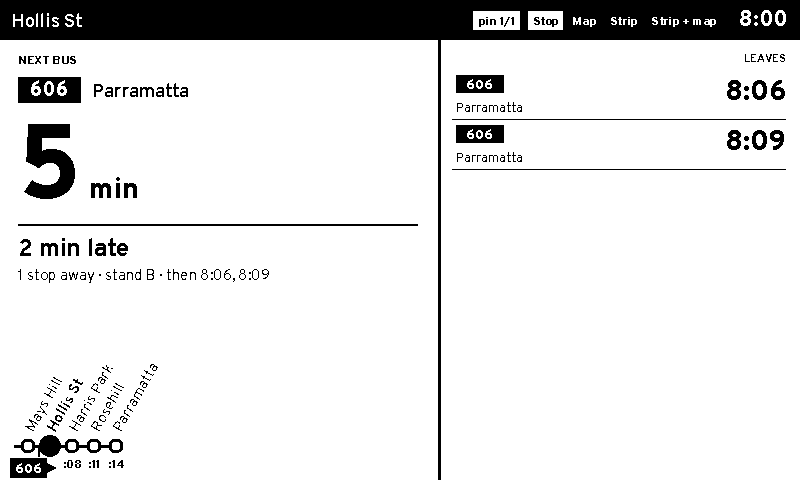 Hollis St
pin 1/1 Stop Map Strip Strip + map 8:00
NEXT BUS
606 Parramatta
5 min
2 min late
1 stop away · stand B · then 8:06, 8:09
Mays Hill
Hollis St
Harris Park
Rosehill
Parramatta
:08 :11 :14
606
LEAVES
606 8:06
Parramatta
606 8:09
Parramatta